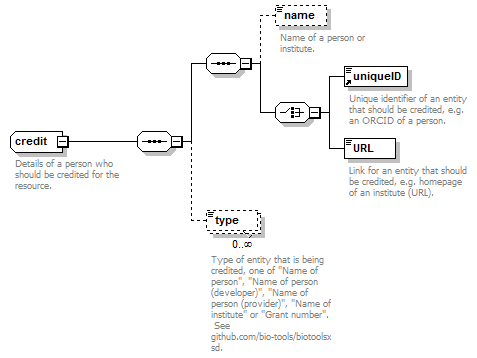 name
Name of a person or
institute.
uniqueID
Unique identifier of an entity
that should be credited, e.g.
an ORCID of a person.
credit
Details of a person who
should be credited for the
resource.
URL
Link for an entity that should
be credited, e.g. homepage
of an institute (URL).
type
0..∞
Type of entity that is being
credited, one of "Name of
person", "Name of person
(developer)", "Name of
person (provider)", "Name of
institute" or "Grant number".
See
github.com/bio-tools/biotoolsx
sd.